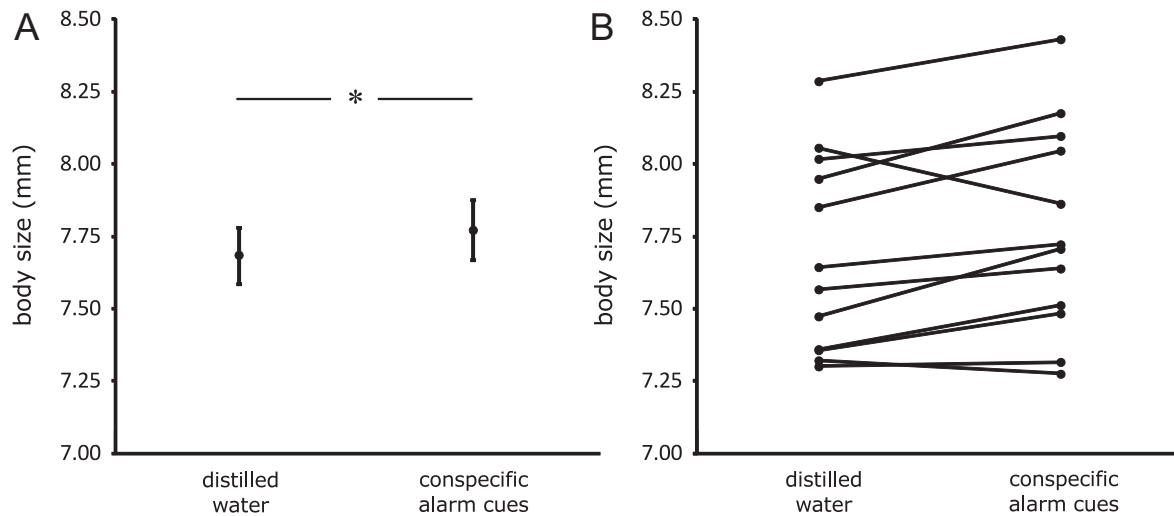 A
body size (mm)
8.50
8.25
8.00
7.75
7.50
7.25
7.00
*
distilled
water
conspecific
alarm cues
B
body size (mm)
8.50
8.25
8.00
7.75
7.50
7.25
7.00
distilled
water
conspecific
alarm cues